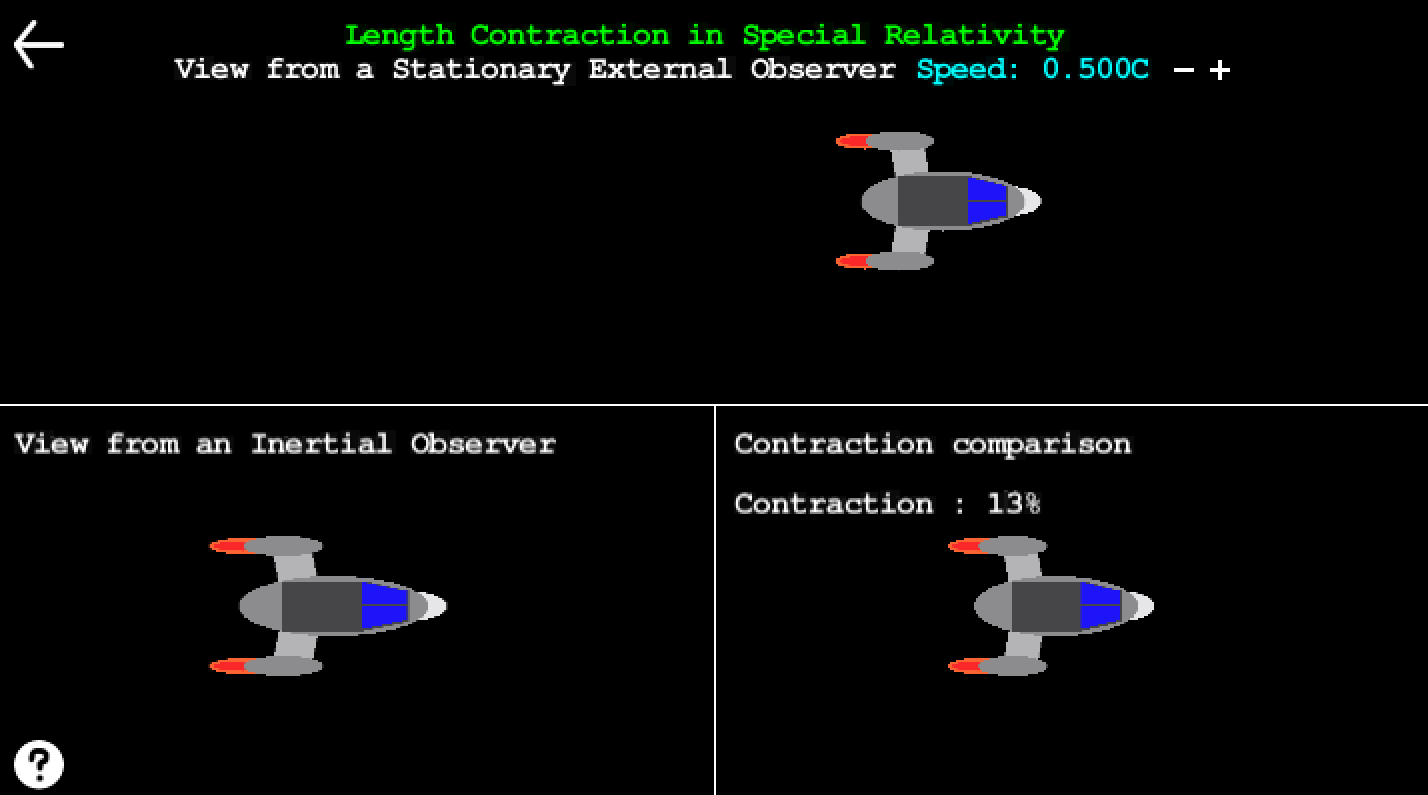 Length Contraction in Special Relativity
View from a Stationary External Observer Speed: 0.500C − +
View from an Inertial Observer
Contraction comparison
Contraction : 13%
?